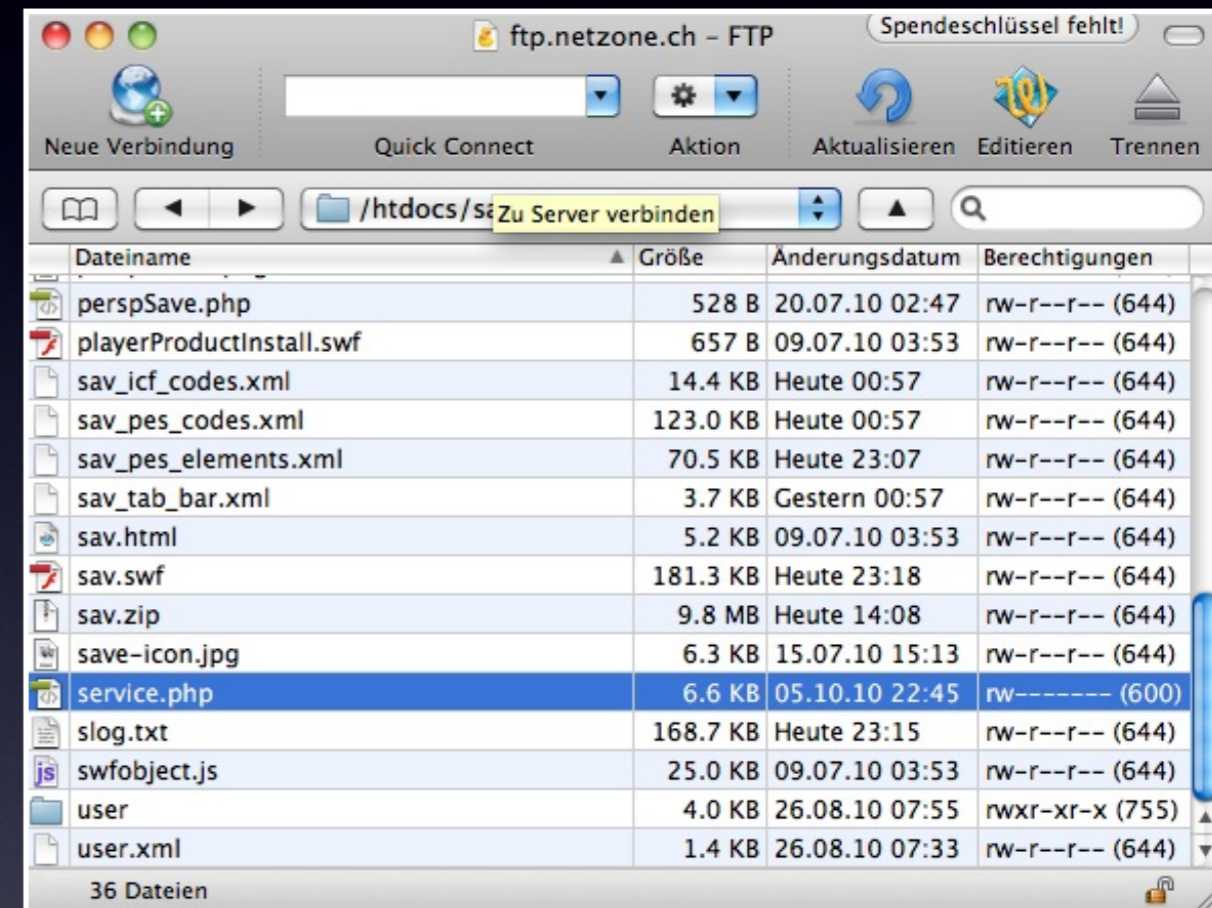 ftp.netzone.ch – FTP
Spendeschlüssel fehlt!
Neue Verbindung Quick Connect Aktion Aktualisieren Editieren Trennen
/htdocs/sa Zu Server verbinden
Dateiname Größe Änderungsdatum Berechtigungen
perspSave.php 528 B 20.07.10 02:47 rw-r--r-- (644)
playerProductInstall.swf 657 B 09.07.10 03:53 rw-r--r-- (644)
sav_icf_codes.xml 14.4 KB Heute 00:57 rw-r--r-- (644)
sav_pes_codes.xml 123.0 KB Heute 00:57 rw-r--r-- (644)
sav_pes_elements.xml 70.5 KB Heute 23:07 rw-r--r-- (644)
sav_tab_bar.xml 3.7 KB Gestern 00:57 rw-r--r-- (644)
sav.html 5.2 KB 09.07.10 03:53 rw-r--r-- (644)
sav.swf 181.3 KB Heute 23:18 rw-r--r-- (644)
sav.zip 9.8 MB Heute 14:08 rw-r--r-- (644)
save-icon.jpg 6.3 KB 15.07.10 15:13 rw-r--r-- (644)
service.php 6.6 KB 05.10.10 22:45 rw------- (600)
slog.txt 168.7 KB Heute 23:15 rw-r--r-- (644)
js swfobject.js 25.0 KB 09.07.10 03:53 rw-r--r-- (644)
user 4.0 KB 26.08.10 07:55 rwxr-xr-x (755)
user.xml 1.4 KB 26.08.10 07:33 rw-r--r-- (644)
36 Dateien